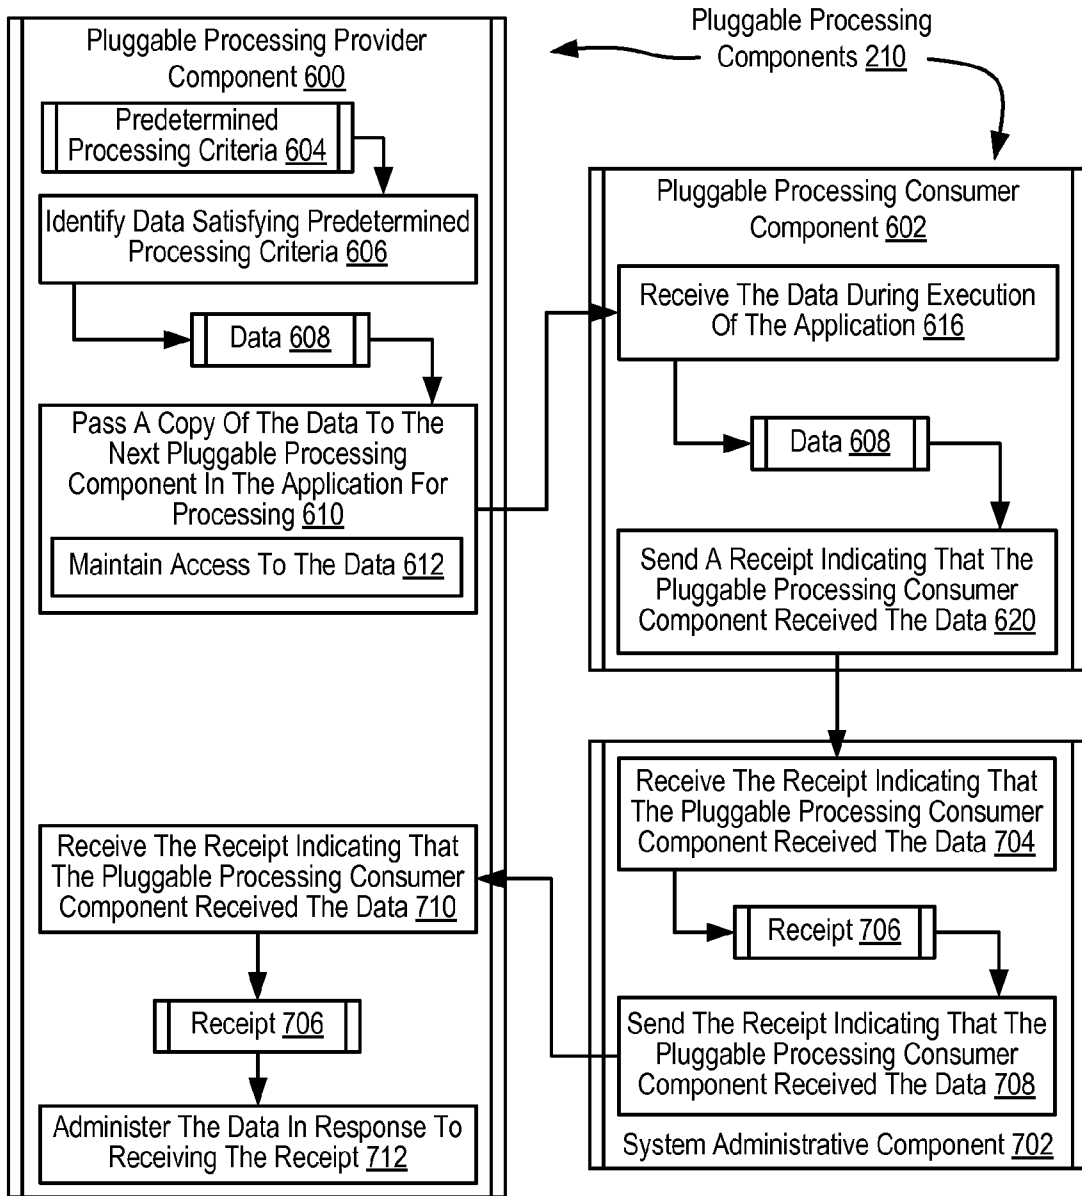 Pluggable Processing Provider
Component 600
Predetermined
Processing Criteria 604
Identify Data Satisfying Predetermined
Processing Criteria 606
Data 608
Pass A Copy Of The Data To The
Next Pluggable Processing
Component In The Application For
Processing 610
Maintain Access To The Data 612
Receive The Receipt Indicating That
The Pluggable Processing Consumer
Component Received The Data 710
Receipt 706
Administer The Data In Response To
Receiving The Receipt 712
Pluggable Processing
Components 210
Pluggable Processing Consumer
Component 602
Receive The Data During Execution
Of The Application 616
Data 608
Send A Receipt Indicating That The
Pluggable Processing Consumer
Component Received The Data 620
Receive The Receipt Indicating That
The Pluggable Processing Consumer
Component Received The Data 704
Receipt 706
Send The Receipt Indicating That The
Pluggable Processing Consumer
Component Received The Data 708
System Administrative Component 702